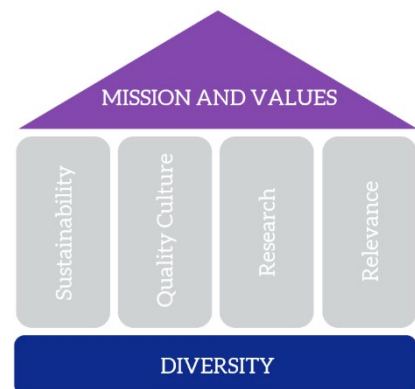 MISSION AND VALUES
Sustainability
Quality Culture
Research
Relevance
DIVERSITY